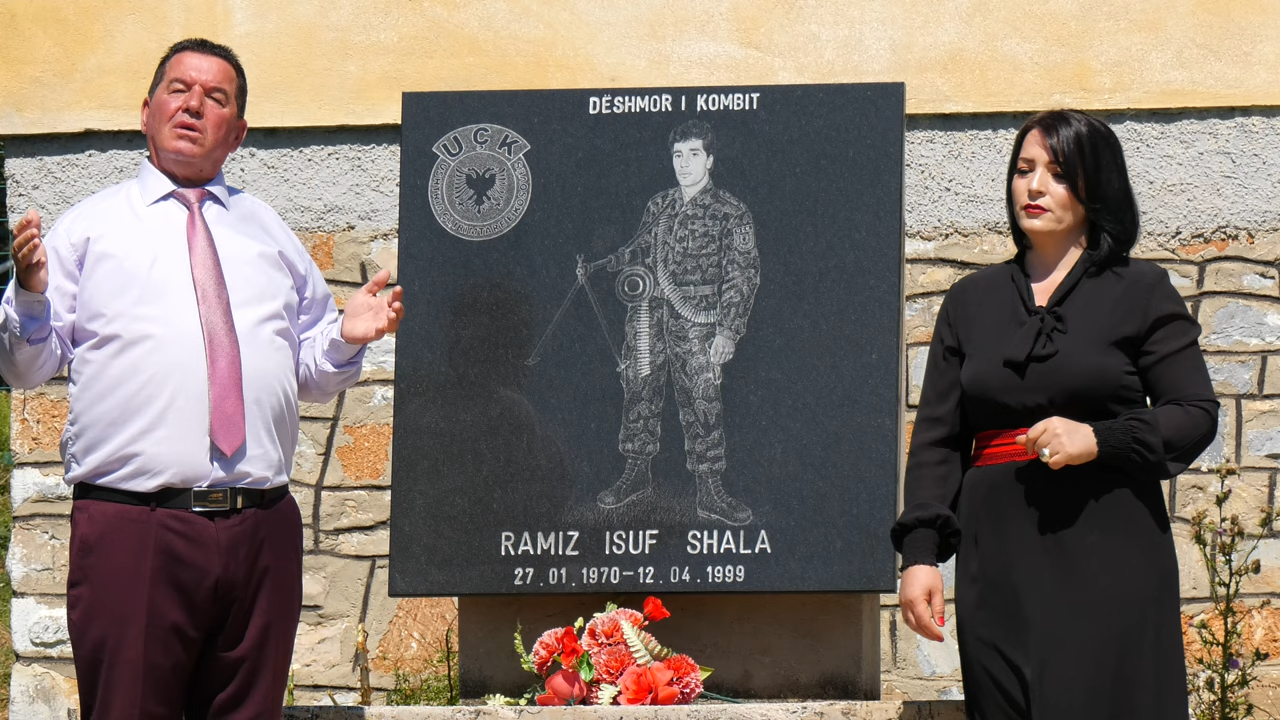 DËSHMOR I KOMBIT
UÇK
RAMIZ ISUF SHALA
27.01.1970-12.04.1999